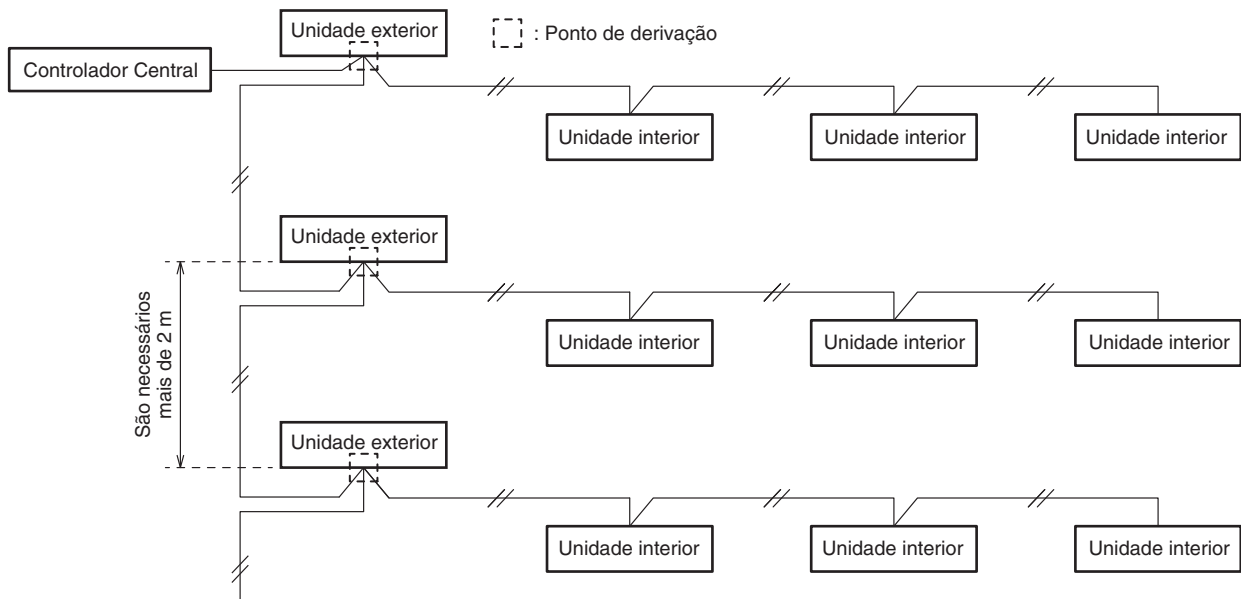 Unidade exterior
: Ponto de derivação
Controlador Central
Unidade interior
Unidade interior
Unidade interior
Unidade exterior
São necessários
mais de 2 m
Unidade interior
Unidade interior
Unidade interior
Unidade exterior
Unidade interior
Unidade interior
Unidade interior